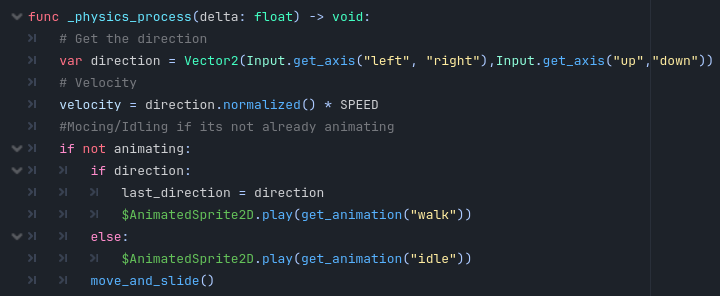 func _physics_process(delta: float) -> void:
# Get the direction
var direction = Vector2(Input.get_axis("left", "right"),Input.get_axis("up","down"))
# Velocity
velocity = direction.normalized() * SPEED
#Mocing/Idling if its not already animating
if not animating:
if direction:
last_direction = direction
$AnimatedSprite2D.play(get_animation("walk"))
else:
$AnimatedSprite2D.play(get_animation("idle"))
move_and_slide()